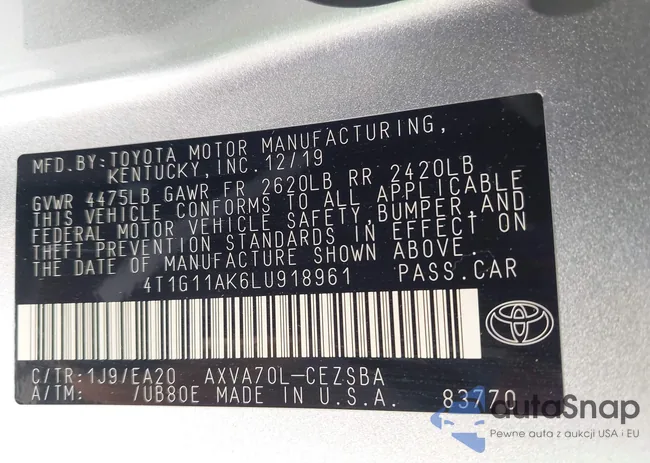 MFD.BY:TOYOTA MOTOR MANUFACTURING,
KENTUCKY,INC.12/19
GVWR 4475LB GAWR FR 2620LB RR 2420LB
THIS VEHICLE CONFORMS TO ALL APPLICABLE
FEDERAL MOTOR VEHICLE SAFETY,BUMPER,AND
THEFT PREVENTION STANDARDS IN EFFECT ON
THE DATE OF MANUFACTURE SHOWN ABOVE.
4T1G11AK6LU918961 PASS.CAR
C/TR:1J9/EA20 AXVA70L-CEZSBA
A/TM: /UB80E MADE IN U.S.A. 83770
autoSnap
Pewne auta z aukcji USA i EU